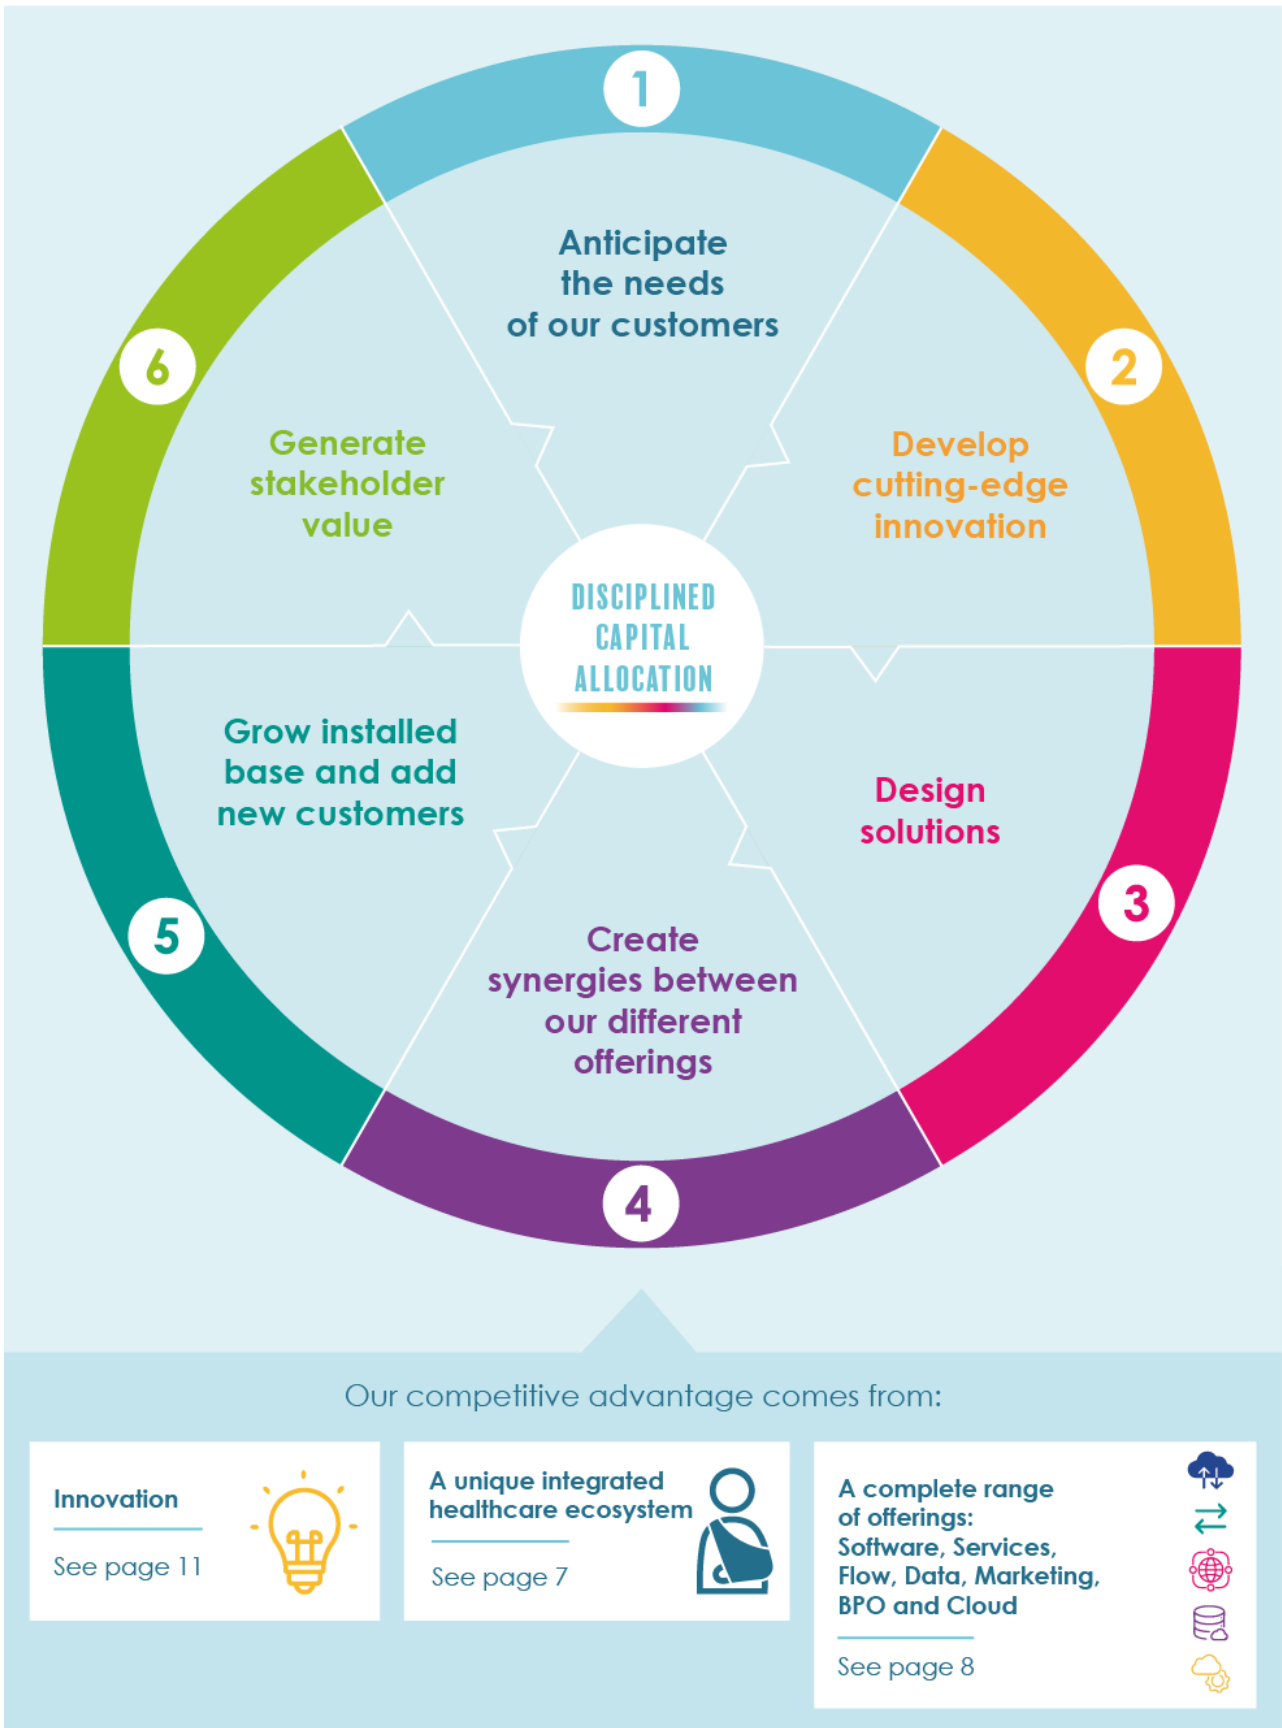 1
Anticipate
the needs
of our customers
2
Develop
cutting-edge
innovation
3
Design
solutions
4
Create
synergies between
our different
offerings
5
Grow installed
base and add
new customers
6
Generate
stakeholder
value
DISCIPLINED
CAPITAL
ALLOCATION
Our competitive advantage comes from:
Innovation
See page 11
A unique integrated
healthcare ecosystem
See page 7
A complete range
of offerings:
Software, Services,
Flow, Data, Marketing,
BPO and Cloud
See page 8